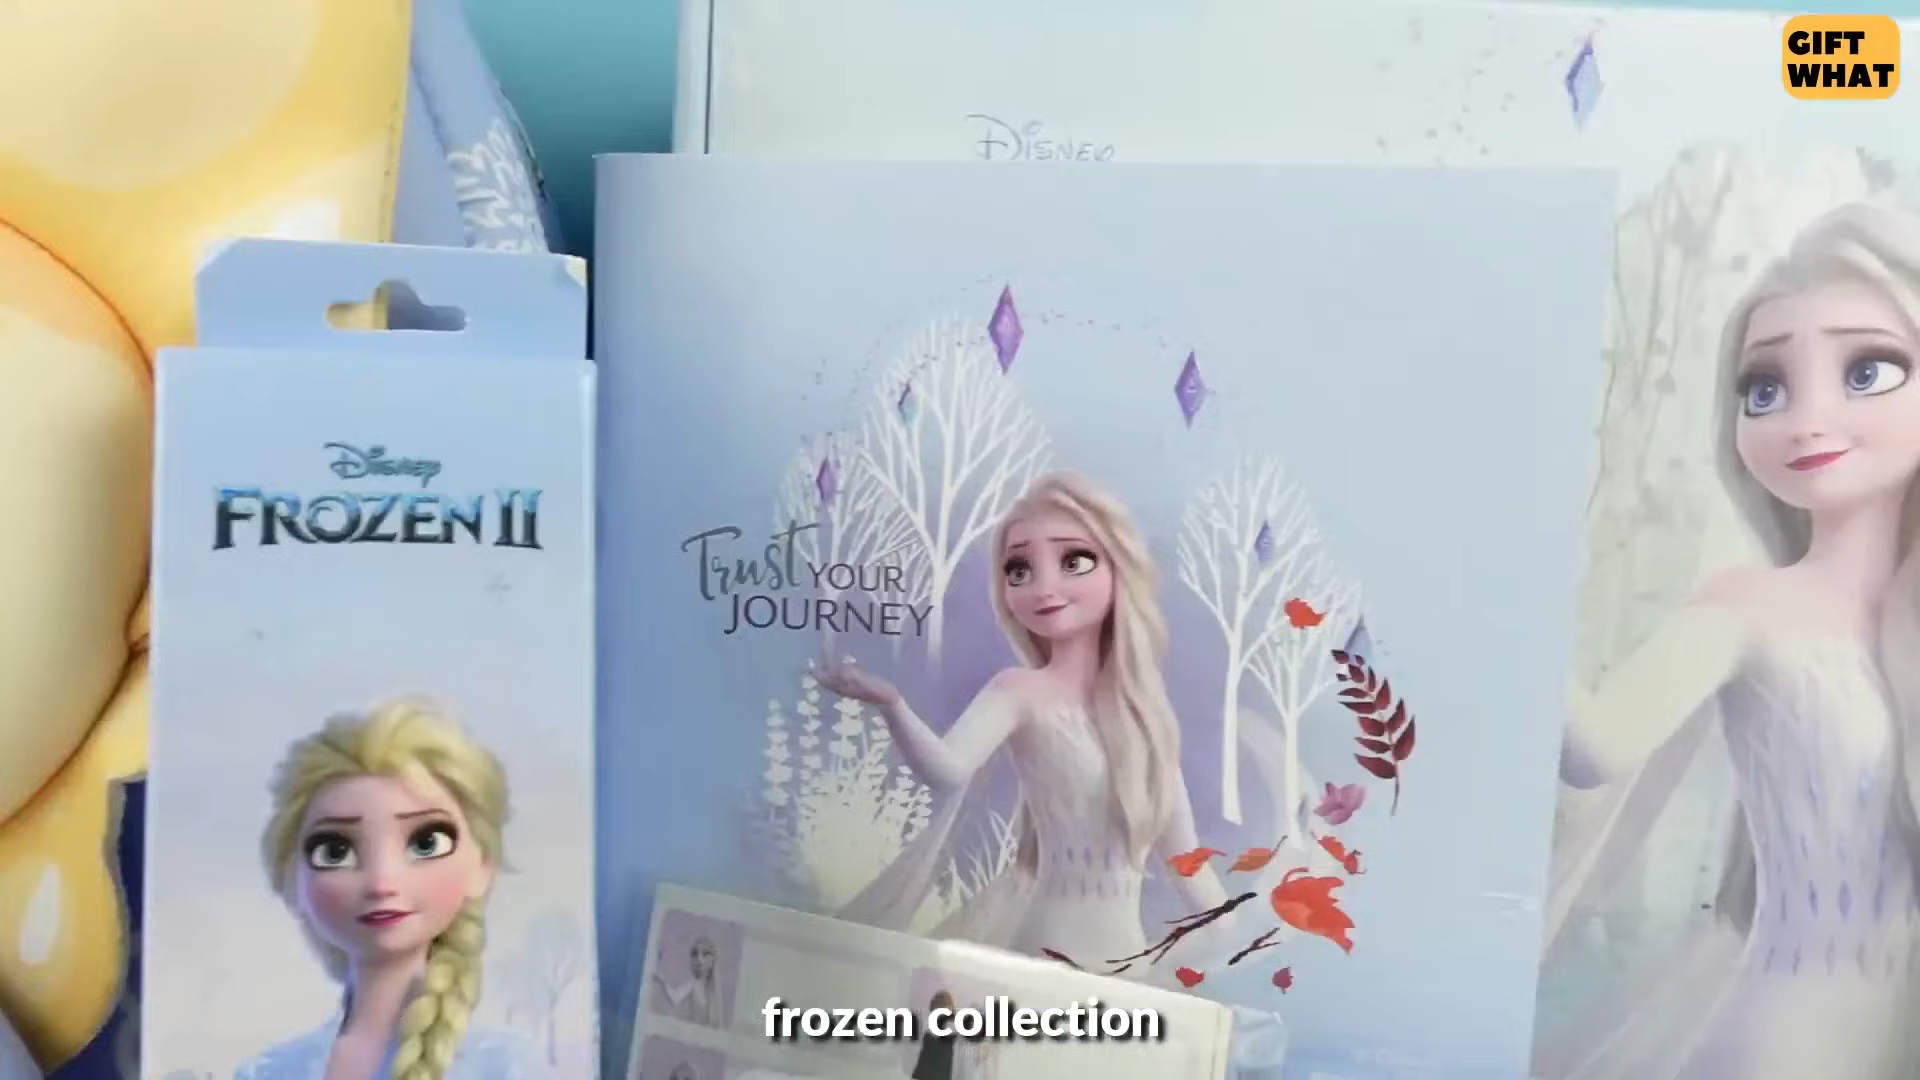 GIFT
WHAT
Disney
Disney
FROZEN II
Trust YOUR
JOURNEY
frozen collection